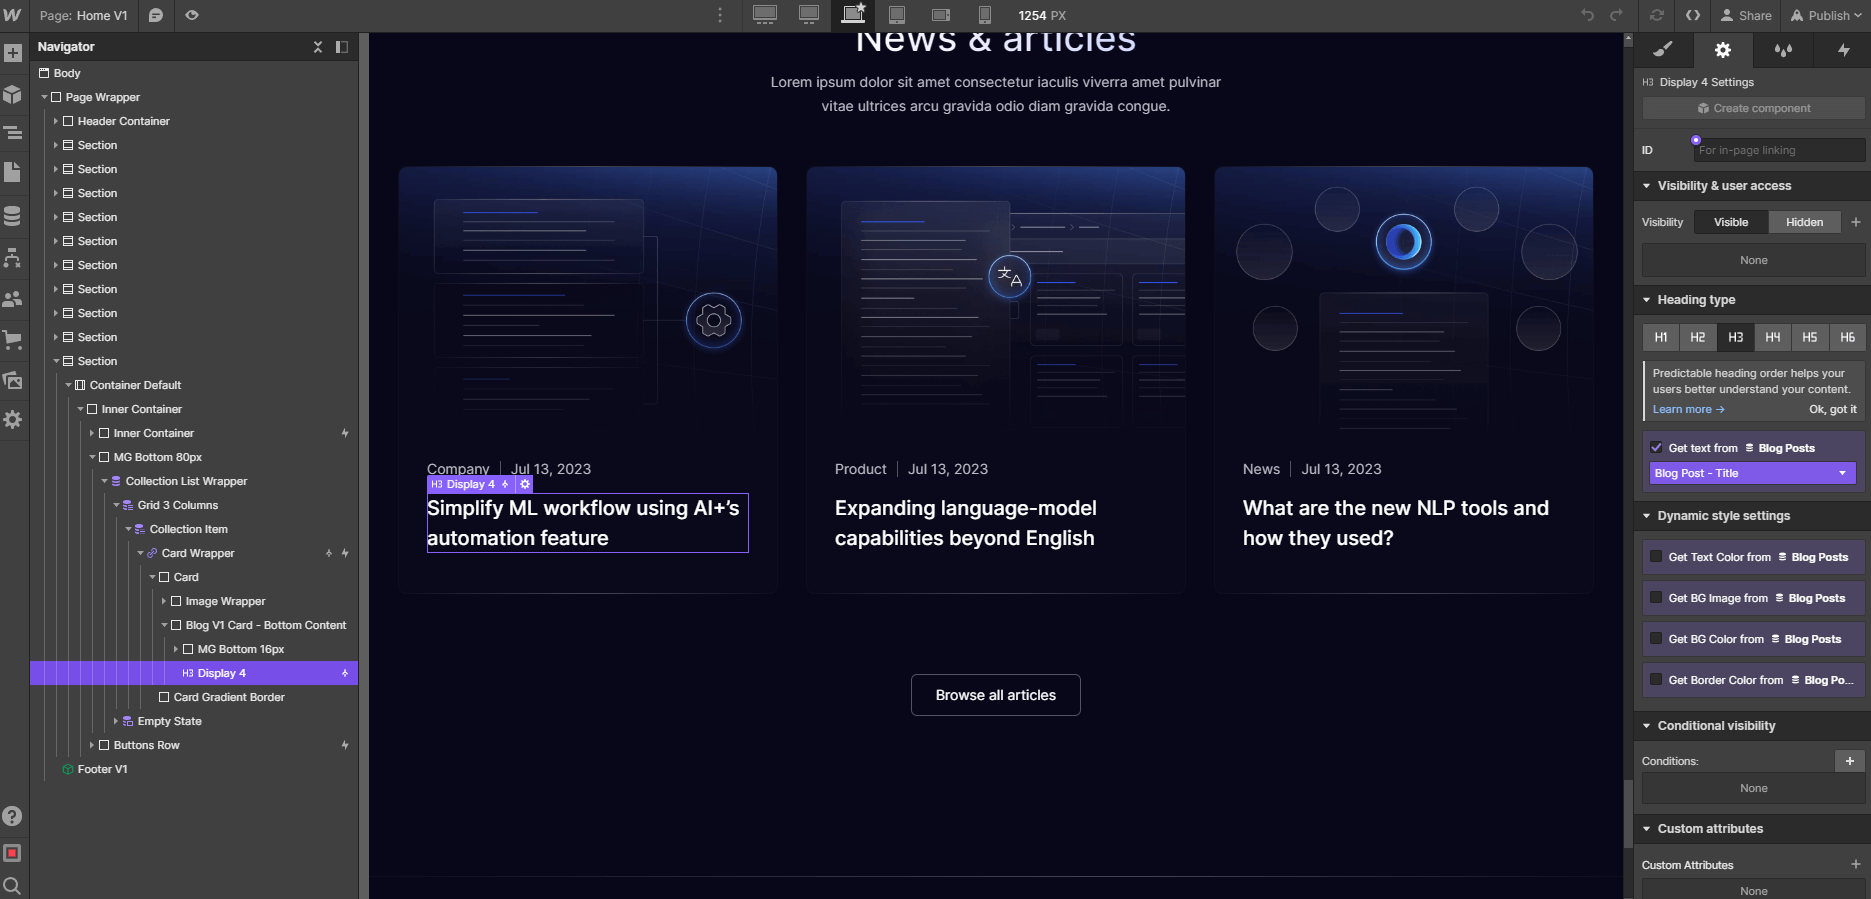 Page: Home V1
1254 PX
Share
Publish
Navigator
Body
Page Wrapper
Header Container
Section
Section
Section
Section
Section
Section
Section
Section
Section
Section
Container Default
Inner Container
Inner Container
MG Bottom 80px
Collection List Wrapper
Grid 3 Columns
Collection Item
Card Wrapper
Card
Image Wrapper
Blog V1 Card - Bottom Content
MG Bottom 16px
H3 Display 4
Card Gradient Border
Empty State
Buttons Row
Footer V1
News & articles
Lorem ipsum dolor sit amet consectetur iaculis viverra amet pulvinar
vitae ultrices arcu gravida odio diam gravida congue.
文A
Company | Jul 13, 2023
H3 Display 4
Simplify ML workflow using AI+’s
automation feature
Product | Jul 13, 2023
Expanding language-model
capabilities beyond English
News | Jul 13, 2023
What are the new NLP tools and
how they used?
Browse all articles
H3 Display 4 Settings
Create component
ID
For in-page linking
Visibility & user access
Visibility
Visible
Hidden
None
Heading type
H1 H2 H3 H4 H5 H6
Predictable heading order helps your
users better understand your content.
Learn more →
Ok, got it
Get text from Blog Posts
Blog Post - Title
Dynamic style settings
Get Text Color from Blog Posts
Get BG Image from Blog Posts
Get BG Color from Blog Posts
Get Border Color from Blog Po...
Conditional visibility
Conditions:
None
Custom attributes
Custom Attributes
None